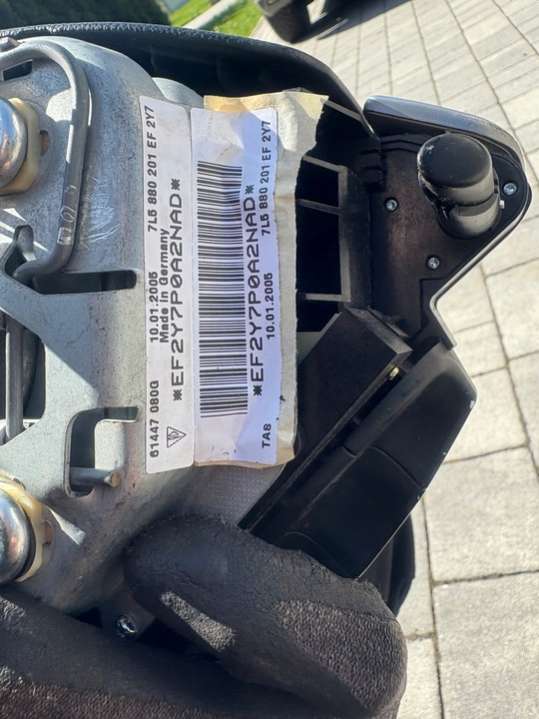 61447 080G 10.01.2005 7L5 880 201 EF 2Y7
Made in Germany
*EF2Y7P0A2NAD*
*EF2Y7P0A2NAD*
TAS 10.01.2005 7L5 880 201 EF 2Y7